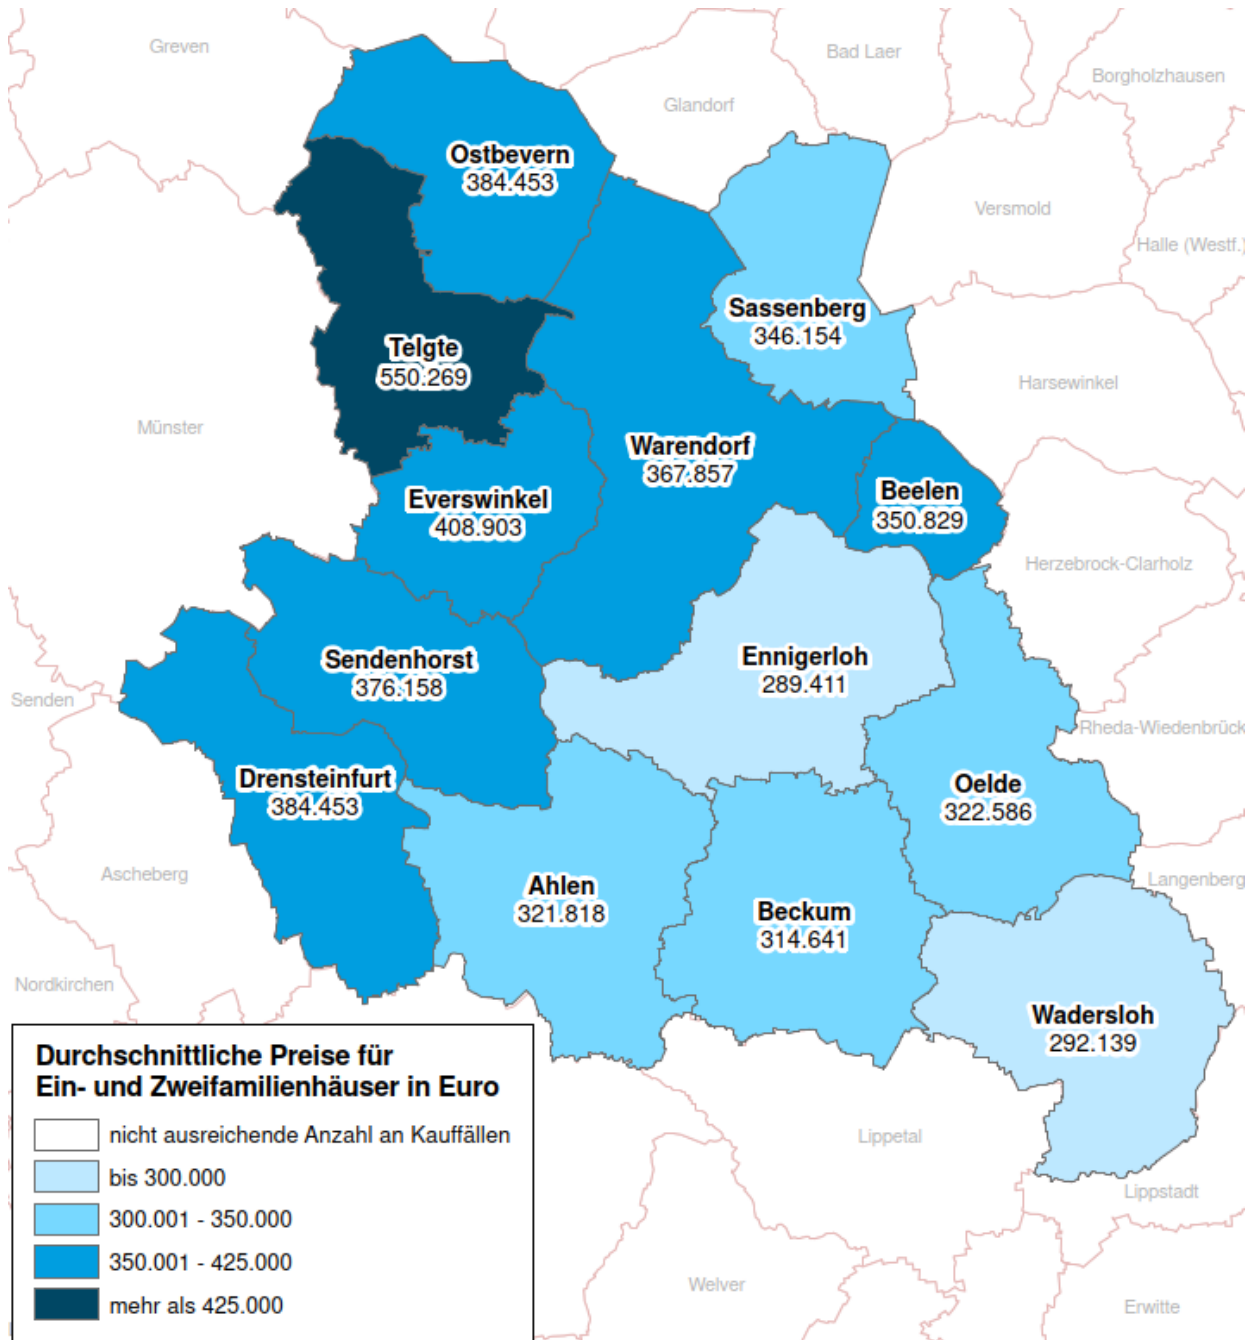 Greven
Bad Laer
Borgholzhausen
Glandorf
Ostbevern
384.453
Versmold
Halle (Westf.)
Sassenberg
346.154
Telgte
550.269
Harsewinkel
Münster
Warendorf
367.857
Everswinkel
408.903
Beelen
350.829
Herzebrock-Clarholz
Sendenhorst
376.158
Ennigerloh
289.411
Senden
Rheda-Wiedenbrück
Drensteinfurt
384.453
Oelde
322.586
Ascheberg
Ahlen
321.818
Langenberg
Beckum
314.641
Nordkirchen
Wadersloh
292.139
Durchschnittliche Preise für
Ein- und Zweifamilienhäuser in Euro
nicht ausreichende Anzahl an Kauffällen
bis 300.000
300.001 - 350.000
350.001 - 425.000
mehr als 425.000
Lippetal
Lippstadt
Welver
Erwitte